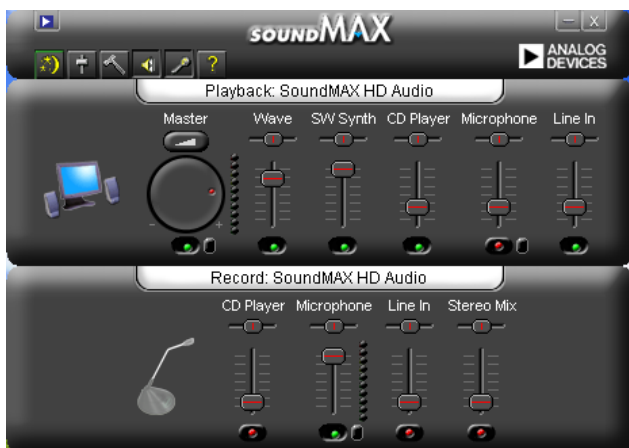 SOUNDMAX
?
ANALOG
DEVICES
Playback: SoundMAX HD Audio
Master Wave SW Synth CD Player Microphone Line In
- +
Record: SoundMAX HD Audio
CD Player Microphone Line In Stereo Mix